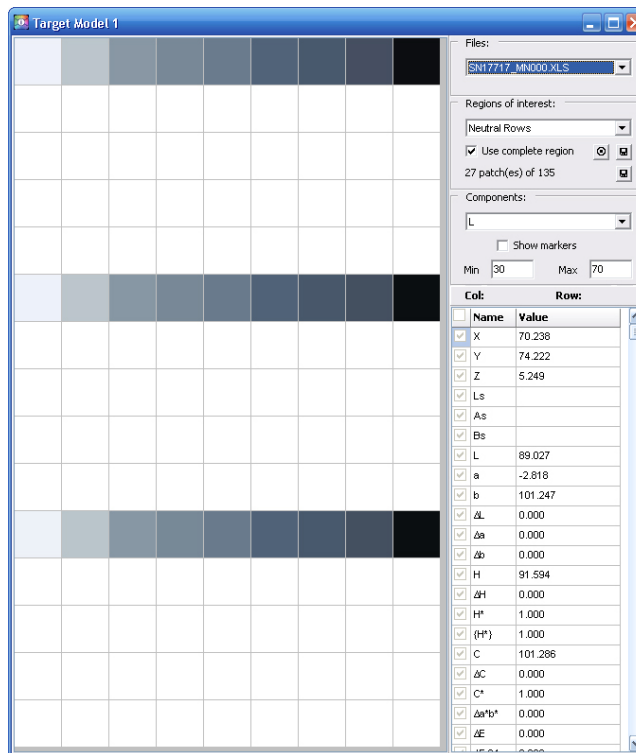 Target Model 1
Files:
SN17717_MN000.XLS
Regions of interest:
Neutral Rows
Use complete region
27 patch(es) of 135
Components:
L
Show markers
Min 30 Max 70
Col: Row:
Name Value
X 70.238
Y 74.222
Z 5.249
Ls
As
Bs
L 89.027
a -2.818
b 101.247
ΔL 0.000
Δa 0.000
Δb 0.000
H 91.594
ΔH 0.000
H* 1.000
{H*} 1.000
C 101.286
ΔC 0.000
C* 1.000
Δa*b* 0.000
ΔE 0.000